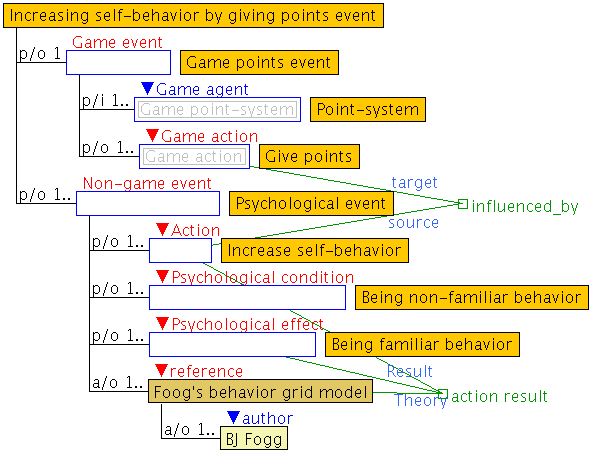 Increasing self-behavior by giving points event
p/o 1 Game event Game points event
p/i 1.. Game agent Game point-system Point-system
p/o 1.. Game action Game action Give points
p/o 1.. Non-game event Psychological event
target
influenced_by
source
p/o 1.. Action Increase self-behavior
p/o 1.. Psychological condition Being non-familiar behavior
p/o 1.. Psychological effect Being familiar behavior
Result
a/o 1.. reference Foog's behavior grid model
Theory action result
a/o 1.. author BJ Fogg